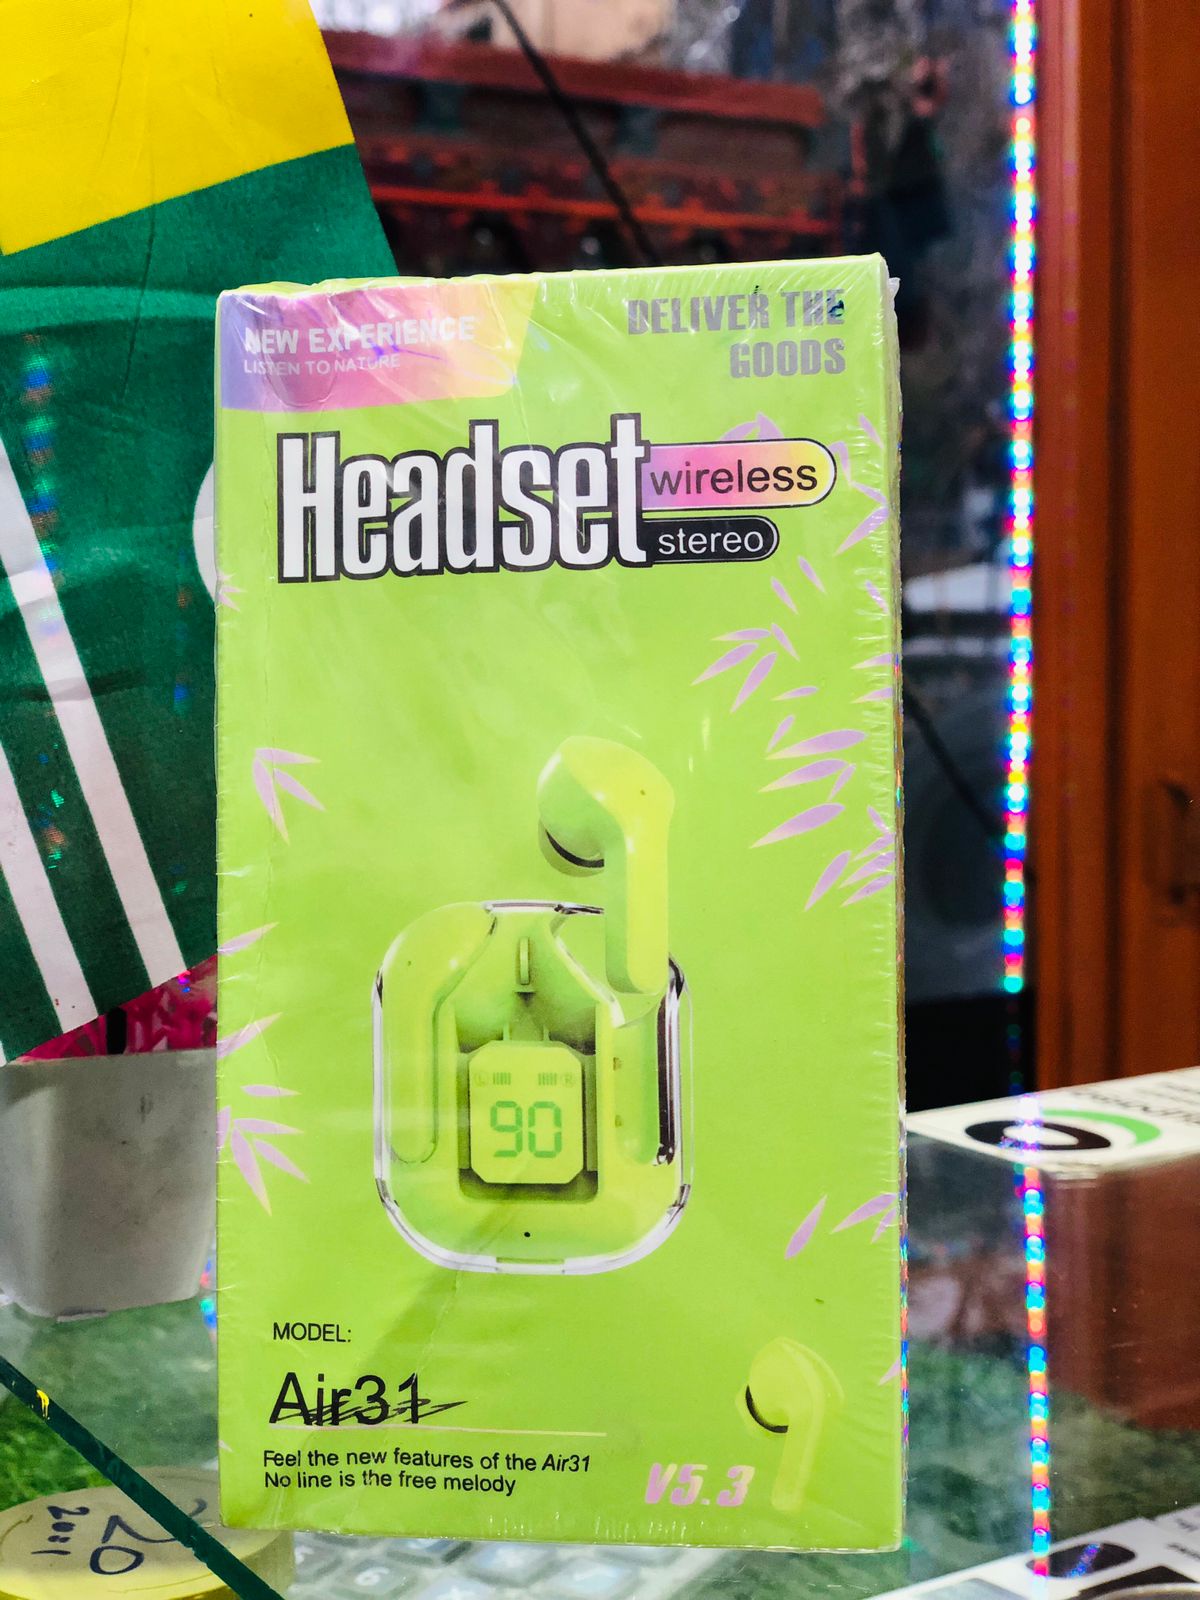 NEW EXPERIENCE
LISTEN TO NATURE
DELIVER THE
GOODS
Headset
wireless
stereo
L R
90
MODEL:
Air31
Feel the new features of the Air31
No line is the free melody
V5.3
20